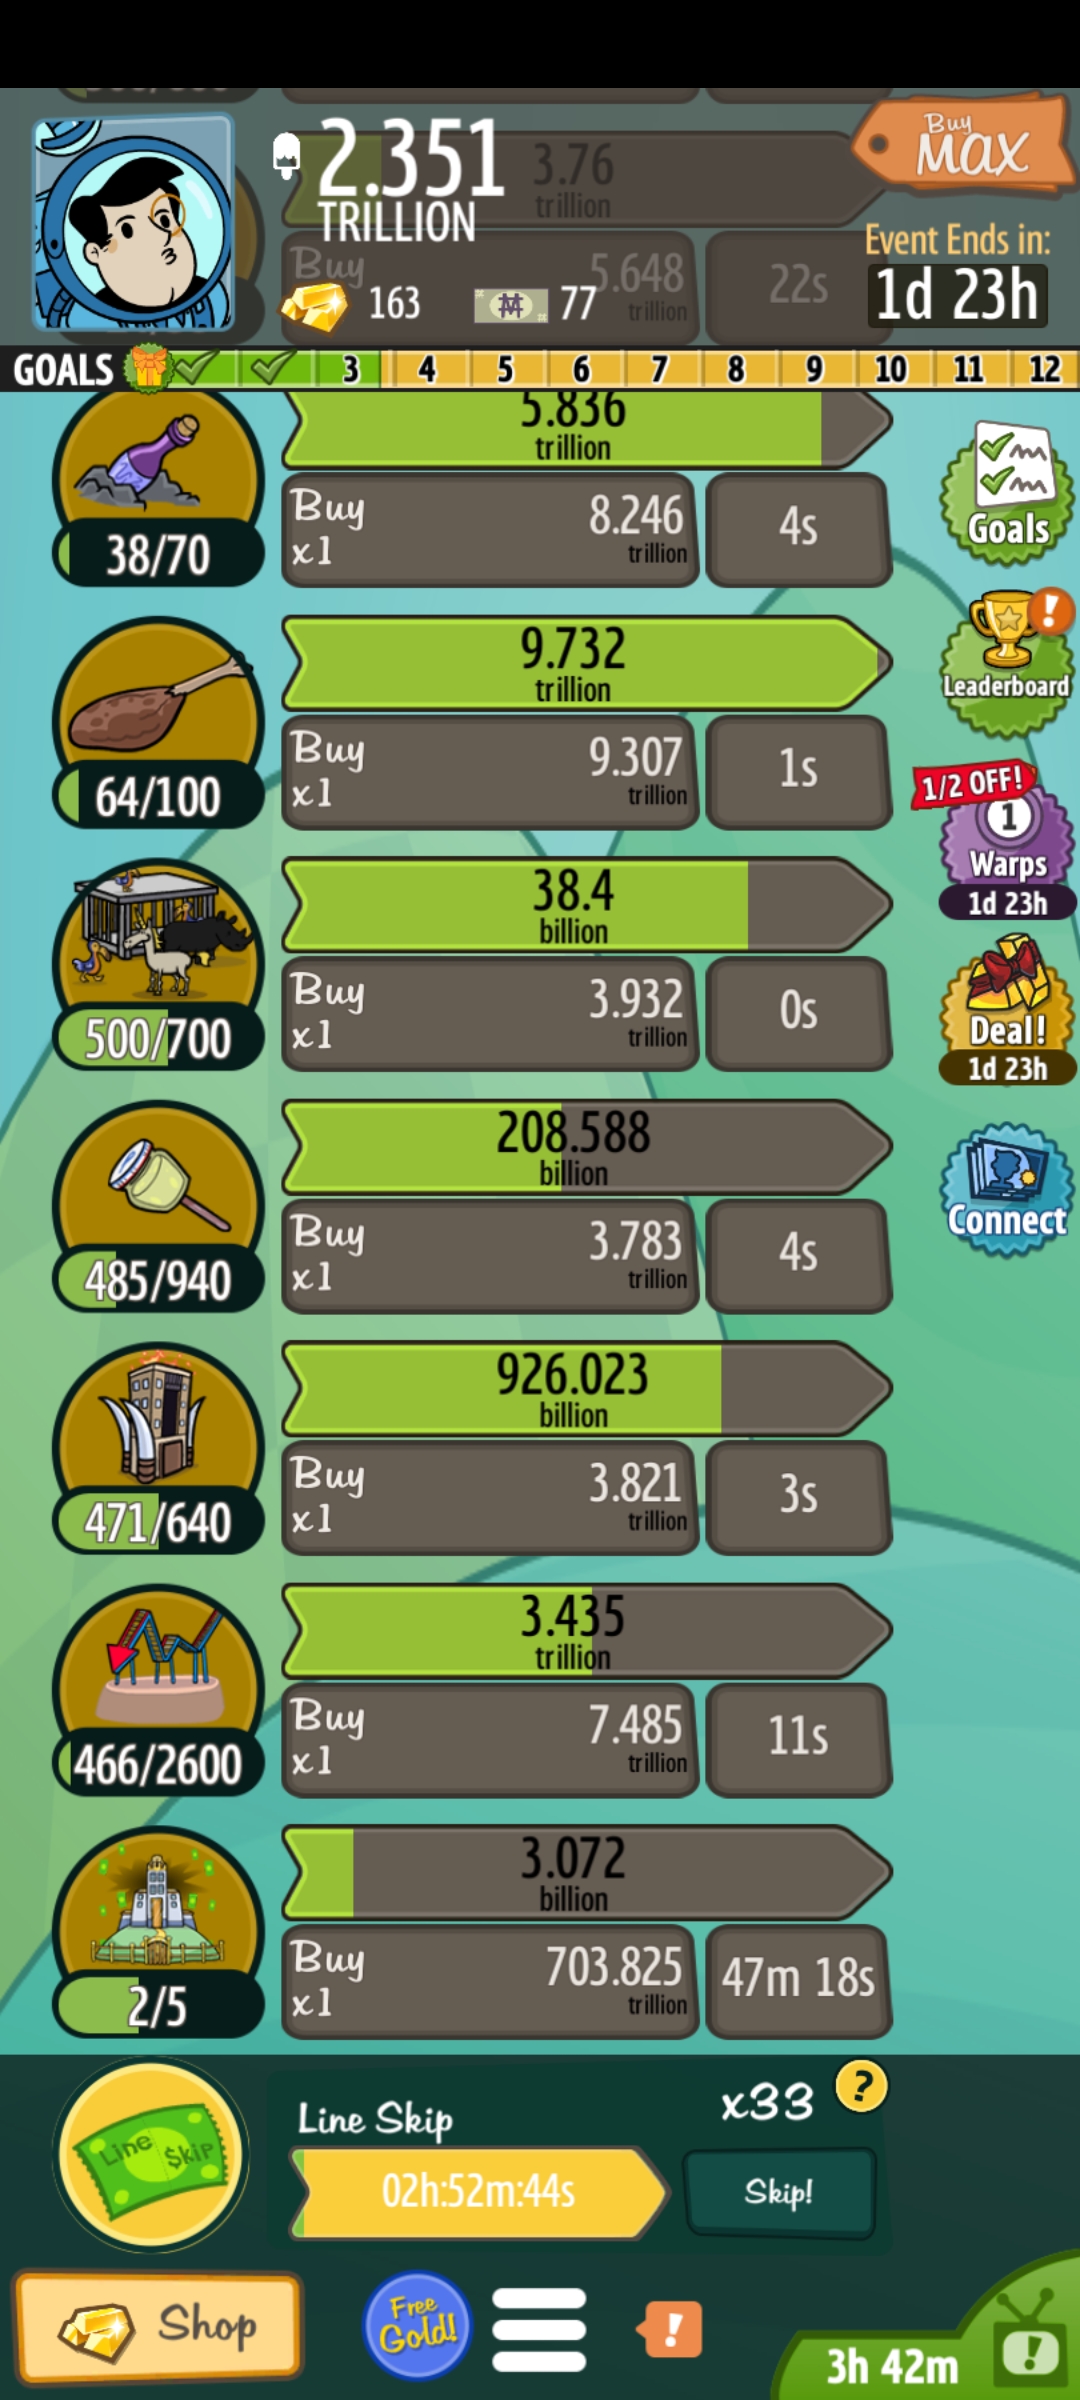 2.351
TRILLION
163
77
Buy
MAX
Event Ends in:
1d 23h
3.76
trillion
Buy
5.648
trillion
22s
GOALS 3 4 5 6 7 8 9 10 11 12
5.836
trillion
38/70
Buy
x1
8.246
trillion
4s
Goals
9.732
trillion
64/100
Buy
x1
9.307
trillion
1s
Leaderboard
1/2 OFF!
1
Warps
1d 23h
38.4
billion
500/700
Buy
x1
3.932
trillion
0s
Deal!
1d 23h
208.588
billion
485/940
Buy
x1
3.783
trillion
4s
Connect
926.023
billion
471/640
Buy
x1
3.821
trillion
3s
3.435
trillion
466/2600
Buy
x1
7.485
trillion
11s
3.072
billion
2/5
Buy
x1
703.825
trillion
47m 18s
Line $kip
Line Skip
x33
?
02h:52m:44s
Skip!
Shop
Free
Gold!
!
3h 42m
!